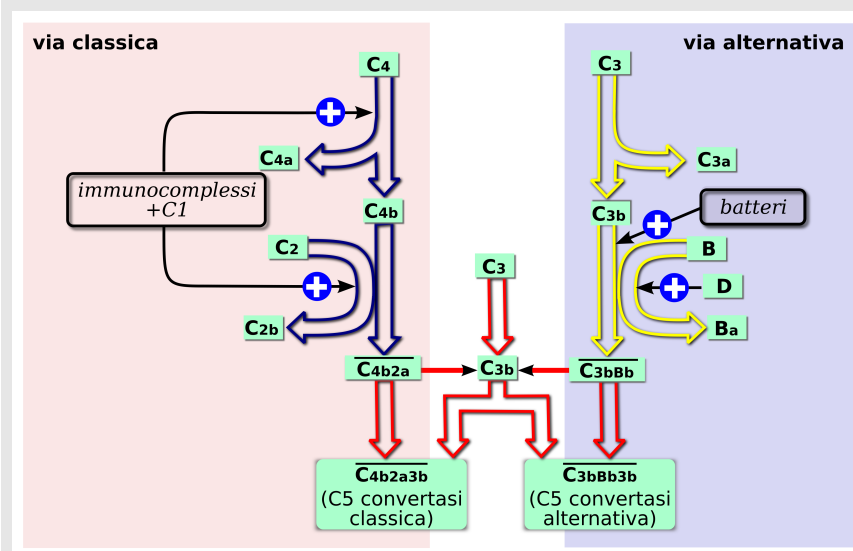 via classica
via alternativa
C4
C3
C4a
C3a
immunocomplessi
+C1
C4b
C3b
batteri
C2
B
C3
D
C2b
Ba
C4b2a
C3b
C3bBb
C4b2a3b
(C5 convertasi
classica)
C3bBb3b
(C5 convertasi
alternativa)